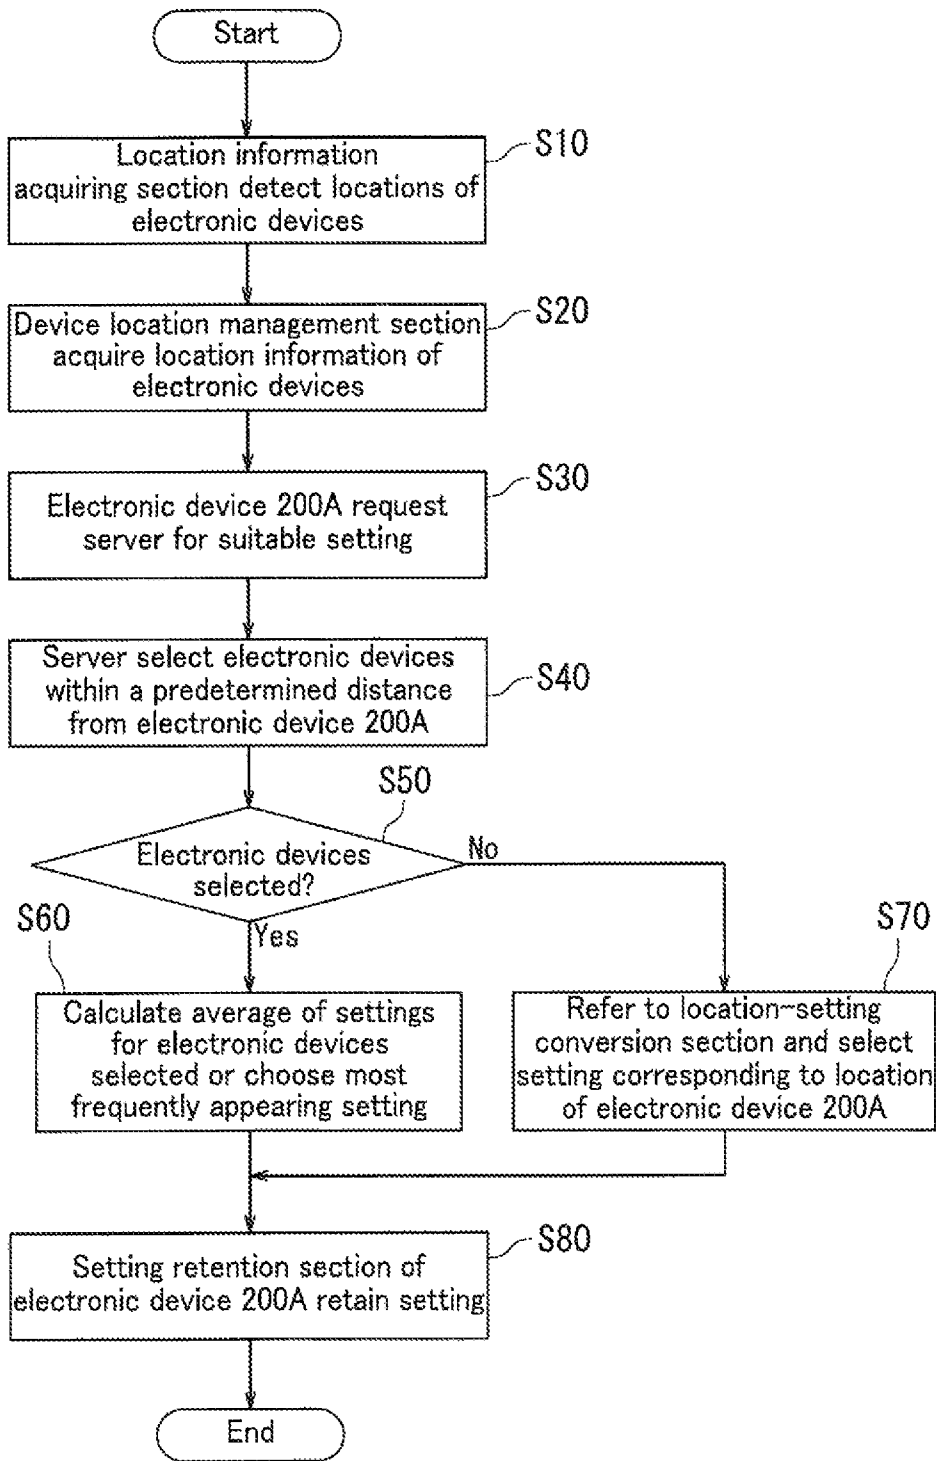 Start
S10
Location information
acquiring section detect locations of
electronic devices
S20
Device location management section
acquire location information of
electronic devices
S30
Electronic device 200A request
server for suitable setting
Server select electronic devices
within a predetermined distance
from electronic device 200A
S40
S50
Electronic devices
selected?
No
Yes
S60
Calculate average of settings
for electronic devices
selected or choose most
frequently appearing setting
S70
Refer to location-setting
conversion section and select
setting corresponding to location
of electronic device 200A
S80
Setting retention section of
electronic device 200A retain setting
End